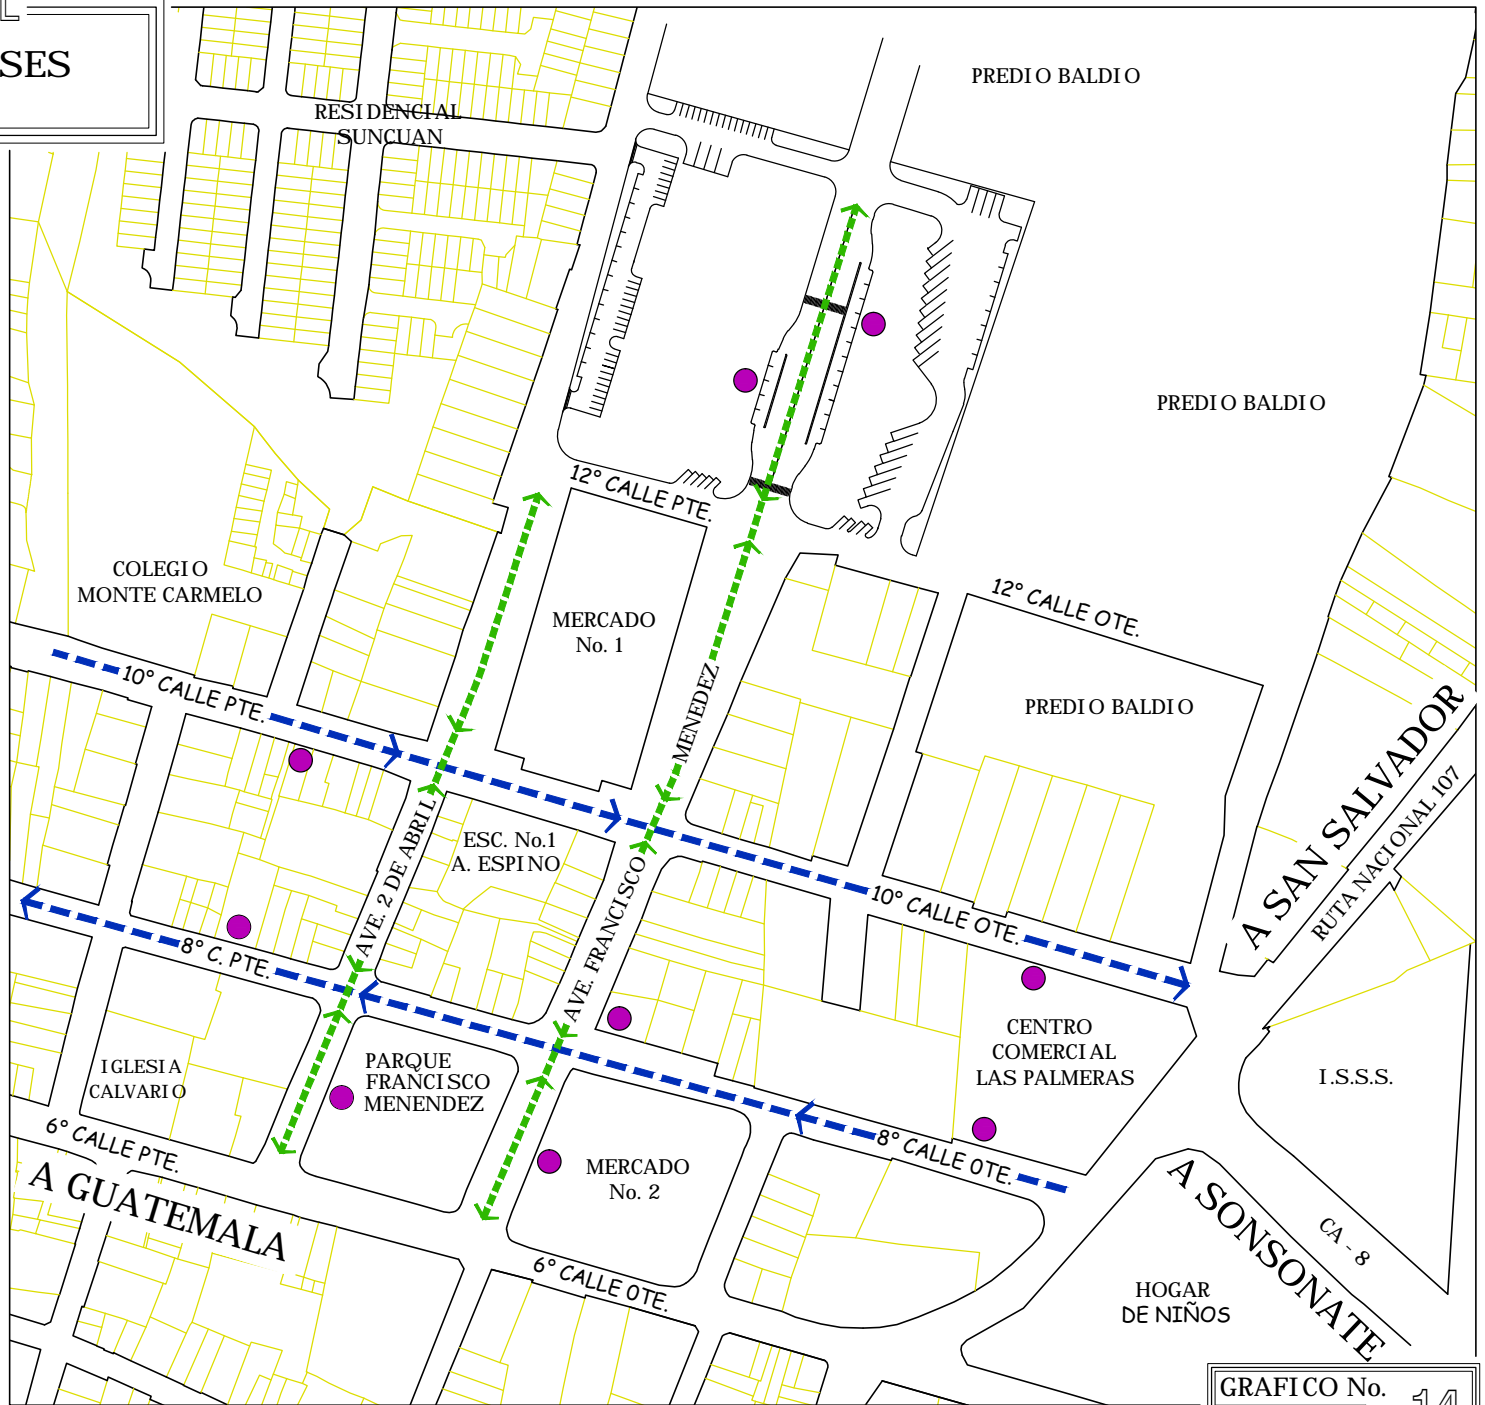 SES
PREDIO BALDIO
RESIDENCIAL
SUNCUAN
PREDIO BALDIO
12° CALLE PTE.
COLEGIO
MONTE CARMELO
12° CALLE OTE.
MERCADO
No. 1
10° CALLE PTE.
MENEDEZ
PREDIO BALDIO
A SAN SALVADOR
RUTA NACIONAL 107
AVE. 2 DE ABRIL
ESC. No.1
A. ESPINO
10° CALLE OTE.
AVE. FRANCISCO
8° C. PTE.
CENTRO
COMERCIAL
LAS PALMERAS
IGLESIA
CALVARIO
PARQUE
FRANCISCO
MENENDEZ
I.S.S.S.
6° CALLE PTE.
8° CALLE OTE.
MERCADO
No. 2
A GUATEMALA
A SONSONATE
CA - 8
6° CALLE OTE.
HOGAR
DE NIÑOS
GRAFICO No. 14